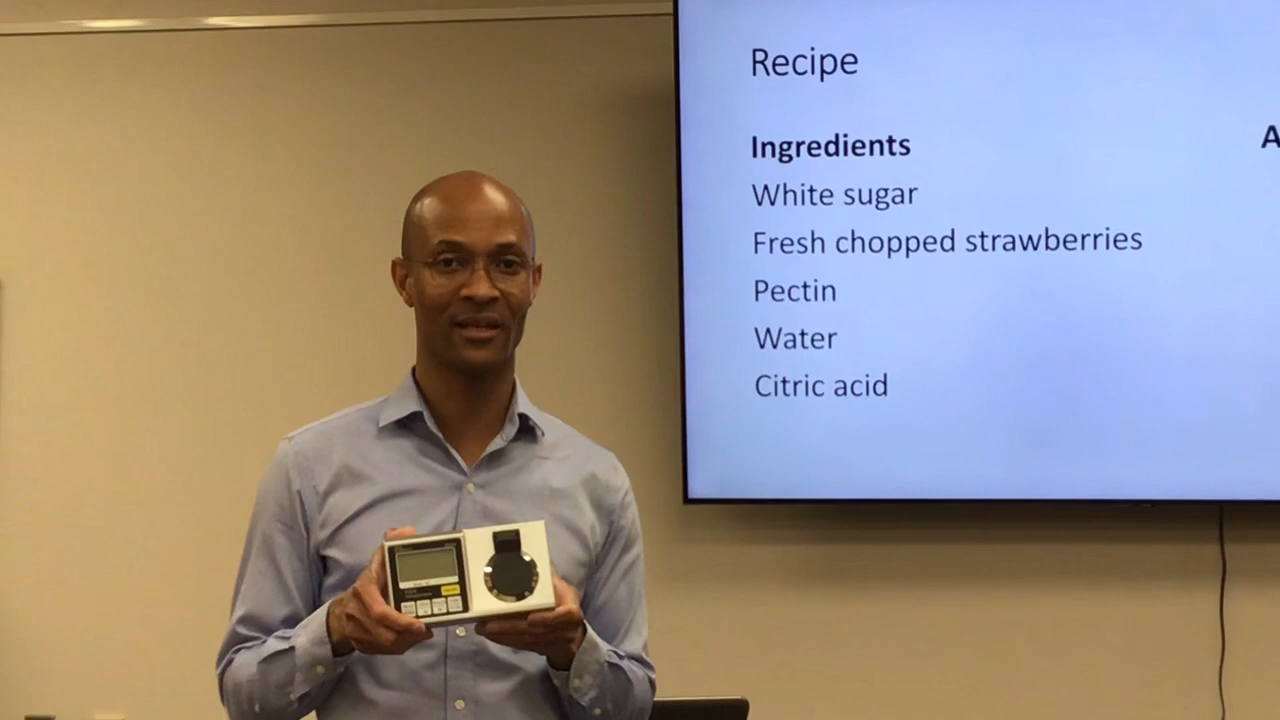 Recipe
Ingredients
A
White sugar
Fresh chopped strawberries
Pectin
Water
Citric acid